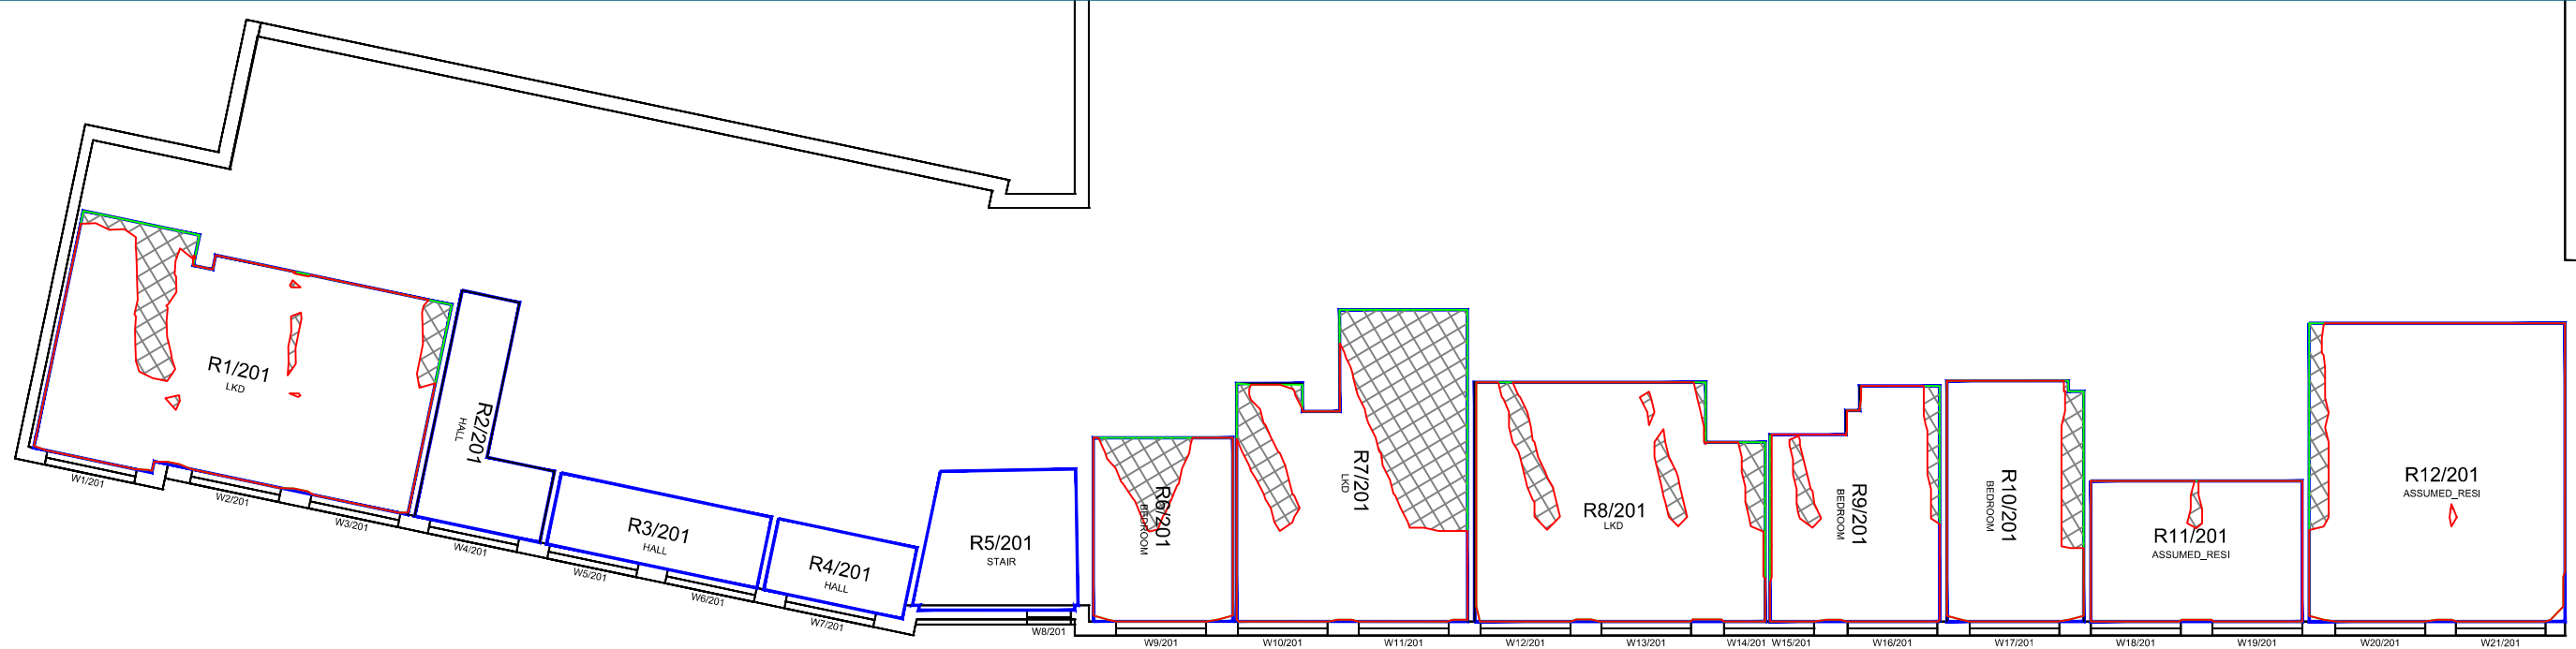 R1/201
LKD
R2/201
HALL
R3/201
HALL
R4/201
HALL
R5/201
STAIR
R6/201
BEDROOM
R7/201
LKD
R8/201
LKD
R9/201
BEDROOM
R10/201
BEDROOM
R11/201
ASSUMED_RESI
R12/201
ASSUMED_RESI
W1/201
W2/201
W3/201
W4/201
W5/201
W6/201
W7/201
W8/201
W9/201
W10/201
W11/201
W12/201
W13/201
W14/201
W15/201
W16/201
W17/201
W18/201
W19/201
W20/201
W21/201